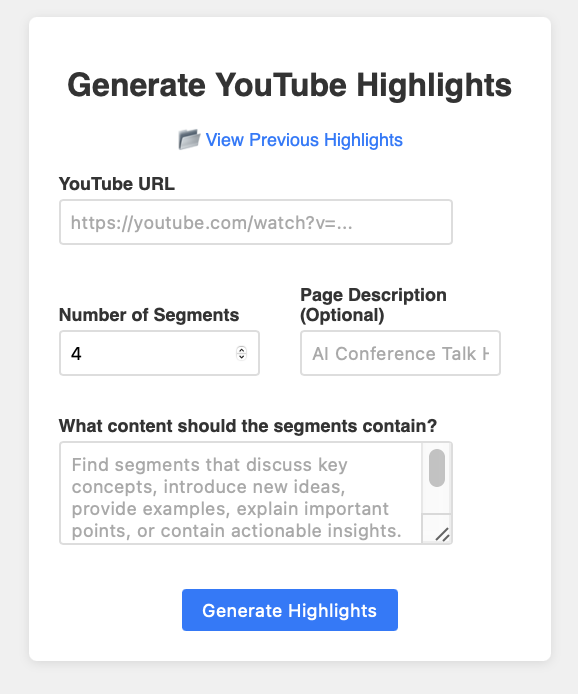 Generate YouTube Highlights
View Previous Highlights
YouTube URL
https://youtube.com/watch?v=...
Number of Segments
4
Page Description
(Optional)
AI Conference Talk H
What content should the segments contain?
Find segments that discuss key
concepts, introduce new ideas,
provide examples, explain important
points, or contain actionable insights.
Generate Highlights